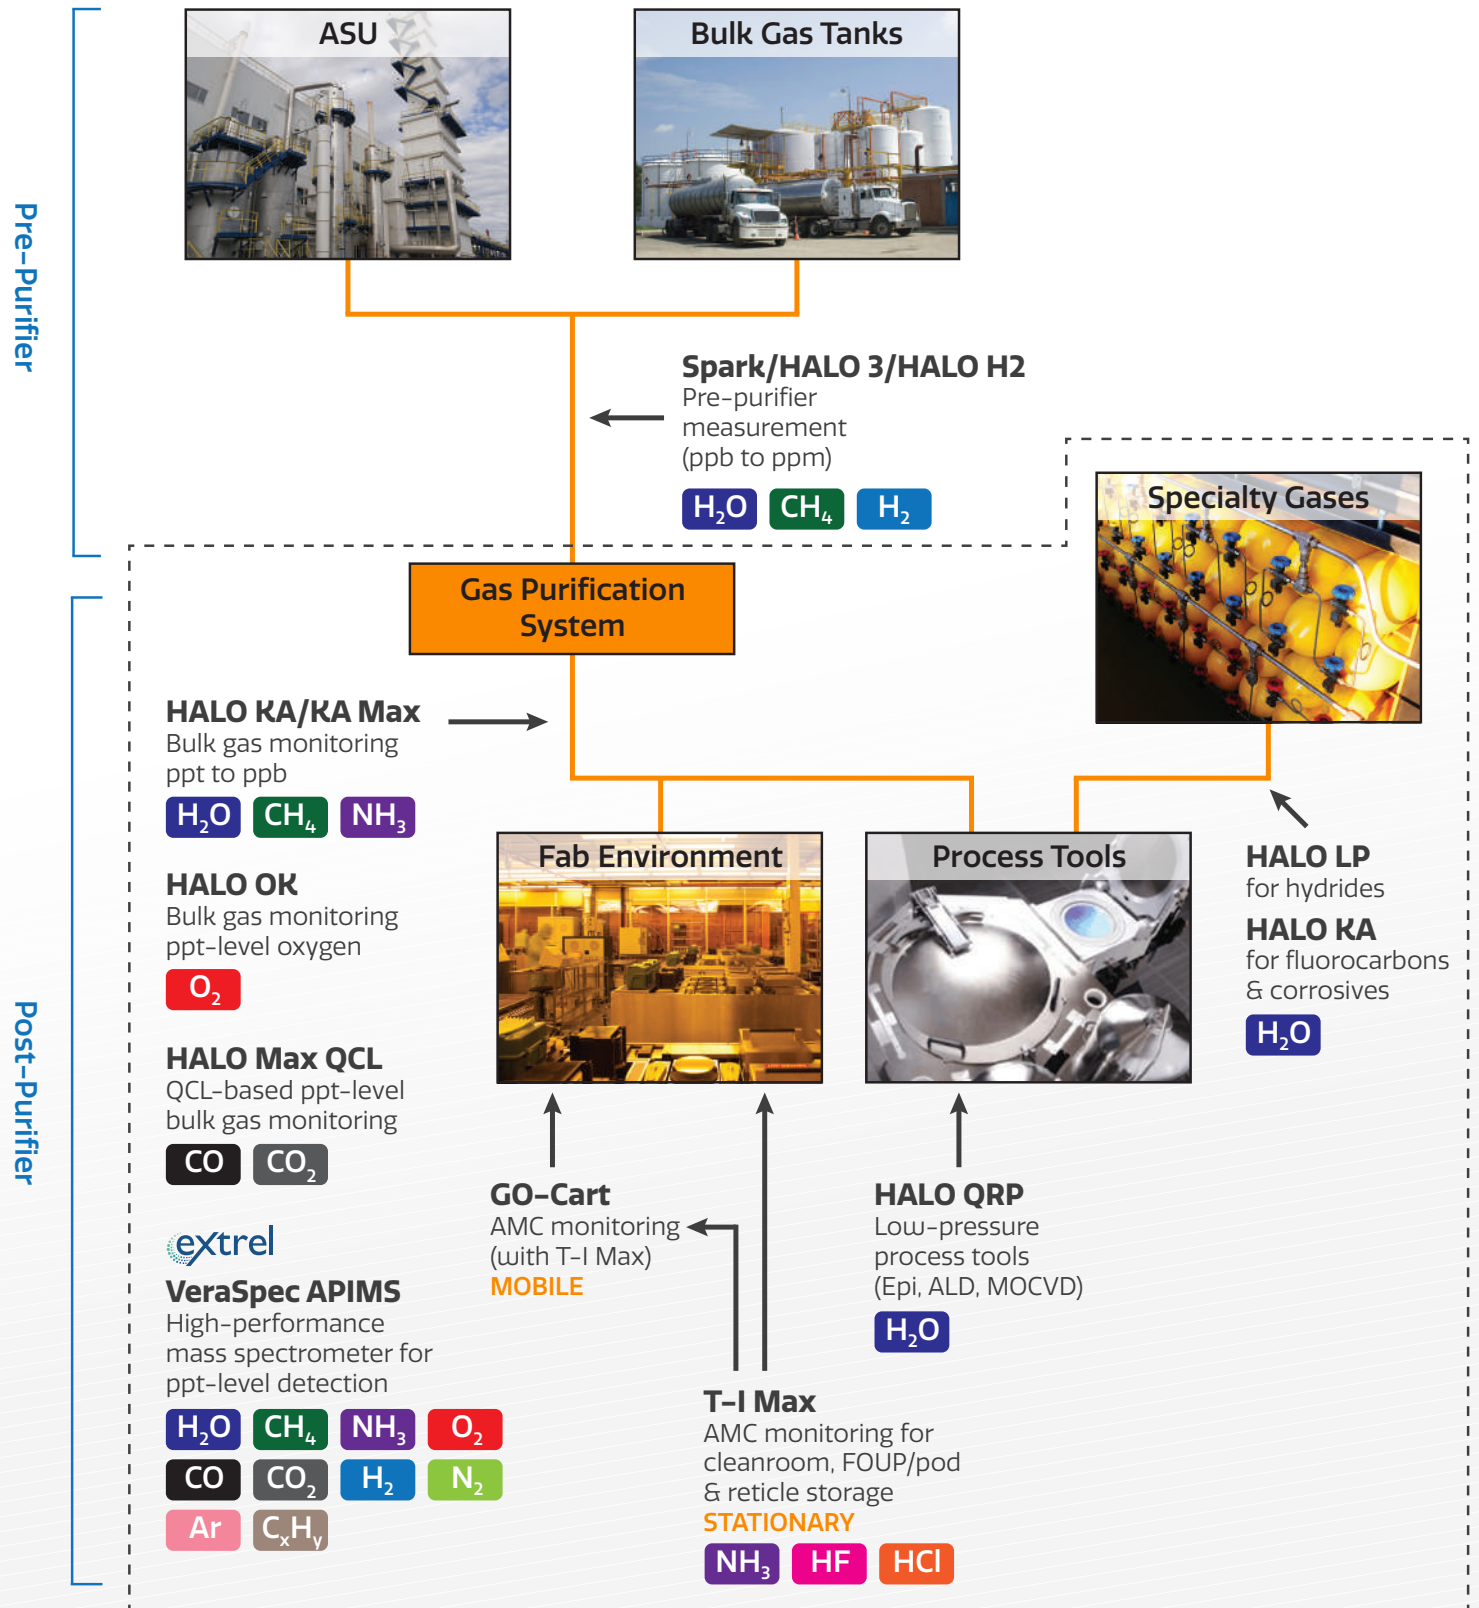 ASU
Bulk Gas Tanks
Pre-Purifier
Spark/HALO 3/HALO H2
Pre-purifier
measurement
(ppb to ppm)
H₂O CH₄ H₂
Specialty Gases
Gas Purification
System
Post-Purifier
HALO KA/KA Max
Bulk gas monitoring
ppt to ppb
H₂O CH₄ NH₃
HALO OK
Bulk gas monitoring
ppt-level oxygen
O₂
HALO Max QCL
QCL-based ppt-level
bulk gas monitoring
CO CO₂
extrel
VeraSpec APIMS
High-performance
mass spectrometer for
ppt-level detection
H₂O CH₄ NH₃ O₂
CO CO₂ H₂ N₂
Ar CₓHᵧ
Fab Environment
Process Tools
HALO LP
for hydrides
HALO KA
for fluorocarbons
& corrosives
H₂O
GO-Cart
AMC monitoring
(with T-I Max)
MOBILE
HALO QRP
Low-pressure
process tools
(Epi, ALD, MOCVD)
H₂O
T-I Max
AMC monitoring for
cleanroom, FOUP/pod
& reticle storage
STATIONARY
NH₃ HF HCl